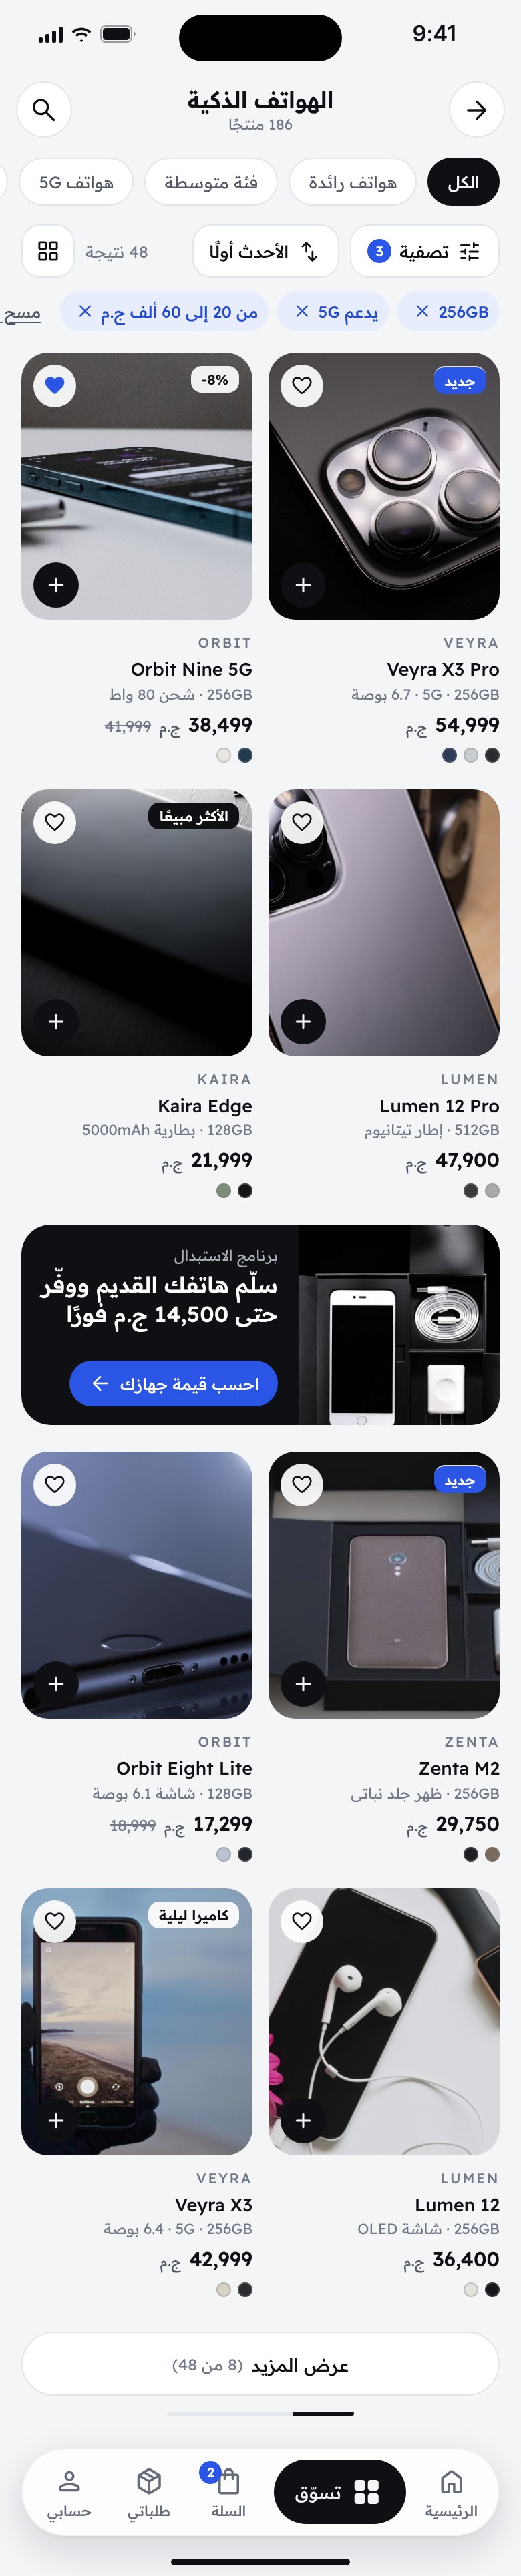 9:41
الهواتف الذكية
186 منتجًا
الكل
هواتف رائدة
فئة متوسطة
هواتف 5G
تصفية 3
الأحدث أولًا
48 نتيجة
256GB
يدعم 5G
من 20 إلى 60 ألف ج.م
مسح
جديد
VEYRA
Veyra X3 Pro
256GB · 5G · 6.7 بوصة
54,999 ج.م
-8%
ORBIT
Orbit Nine 5G
256GB · شحن 80 واط
38,499 ج.م 41,999
LUMEN
Lumen 12 Pro
512GB · إطار تيتانيوم
47,900 ج.م
الأكثر مبيعًا
KAIRA
Kaira Edge
128GB · بطارية 5000mAh
21,999 ج.م
برنامج الاستبدال
سلّم هاتفك القديم ووفّر
حتى 14,500 ج.م فورًا
احسب قيمة جهازك
جديد
ZENTA
Zenta M2
256GB · ظهر جلد نباتي
29,750 ج.م
ORBIT
Orbit Eight Lite
128GB · شاشة 6.1 بوصة
17,299 ج.م 18,999
LUMEN
Lumen 12
256GB · شاشة OLED
36,400 ج.م
كاميرا ليلية
VEYRA
Veyra X3
256GB · 5G · 6.4 بوصة
42,999 ج.م
عرض المزيد (8 من 48)
الرئيسية
تسوّق
السلة
2
طلباتي
حسابي